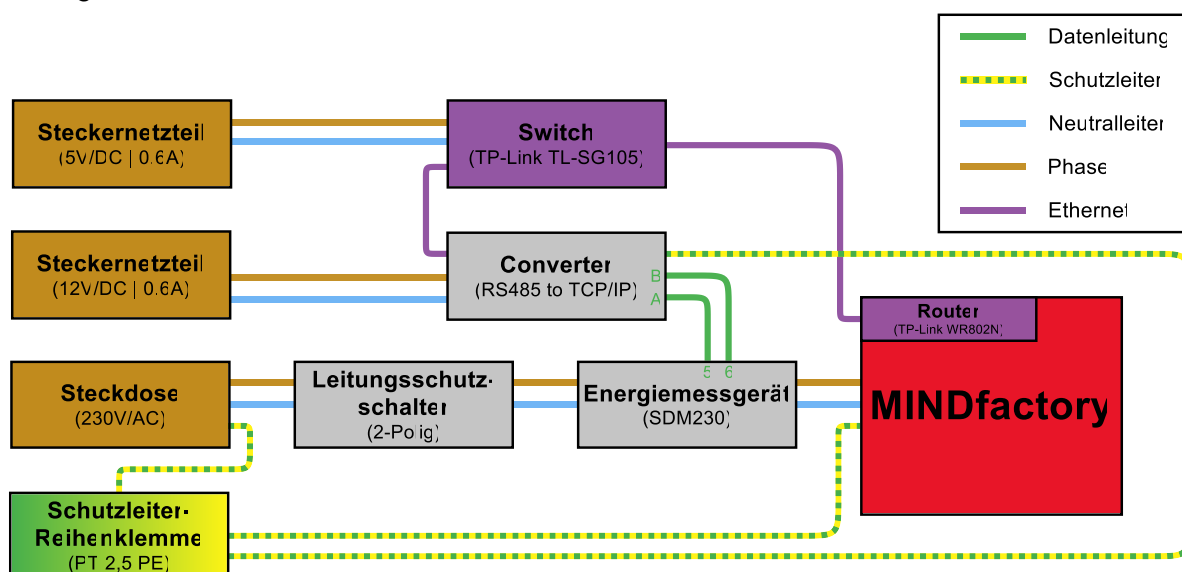 Datenleitung
Schutzleiter
Neutralleiter
Phase
Ethernet
Steckernetzteil
(5V/DC | 0.6A)
Switch
(TP-Link TL-SG105)
Steckernetzteil
(12V/DC | 0.6A)
Converter
(RS485 to TCP/IP)
B
A
Router
(TP-Link WR802N)
MINDfactory
Steckdose
(230V/AC)
Leitungsschutz-
schalter
(2-Polig)
5 6
Energiemessgerät
(SDM230)
Schutzleiter-
Reihenklemme
(PT 2,5 PE)